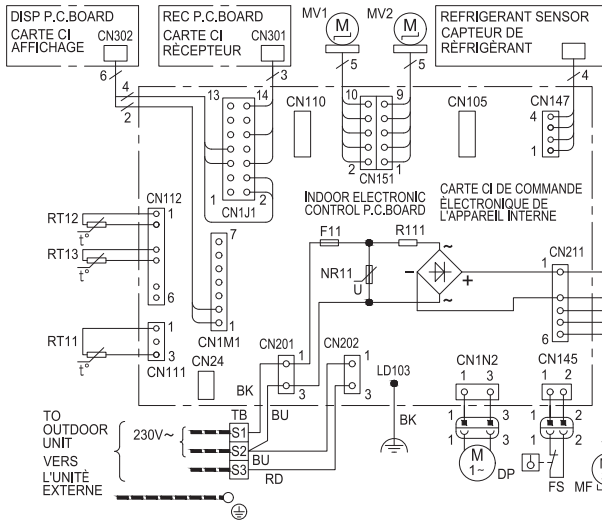 DISP P.C.BOARD
CARTE CI
AFFICHAGE
CN302
REC P.C.BOARD
CARTE CI
RÈCEPTEUR
CN301
MV1
M
MV2
M
REFRIGERANT SENSOR
CAPTEUR DE
RÈFRIGÈRANT
6
3
5
5
4
4
2
13
14
1
2
CN1J1
CN110
10
9
2
1
CN151
CN105
CN147
4
1
INDOOR ELECTRONIC
CONTROL P.C.BOARD
CARTE CI DE COMMANDE
ÈLECTRONIQUE DE
L'APPAREIL INTERNE
CN112
1
6
RT12
t°
RT13
t°
7
1
CN1M1
F11
R111
NR11
U
~
−
+
~
CN211
1
6
RT11
t°
1
3
CN111
CN24
CN201
1
3
CN202
1
3
LD103
CN1N2
1 3
CN145
1 2
BK
BU
BK
TO
OUTDOOR
UNIT
VERS
L'UNITÈ
EXTERNE
230V~
TB
S1
S2
S3
BU
RD
1
3
1
3
M
1~
DP
1
2
1
2
FS
MF